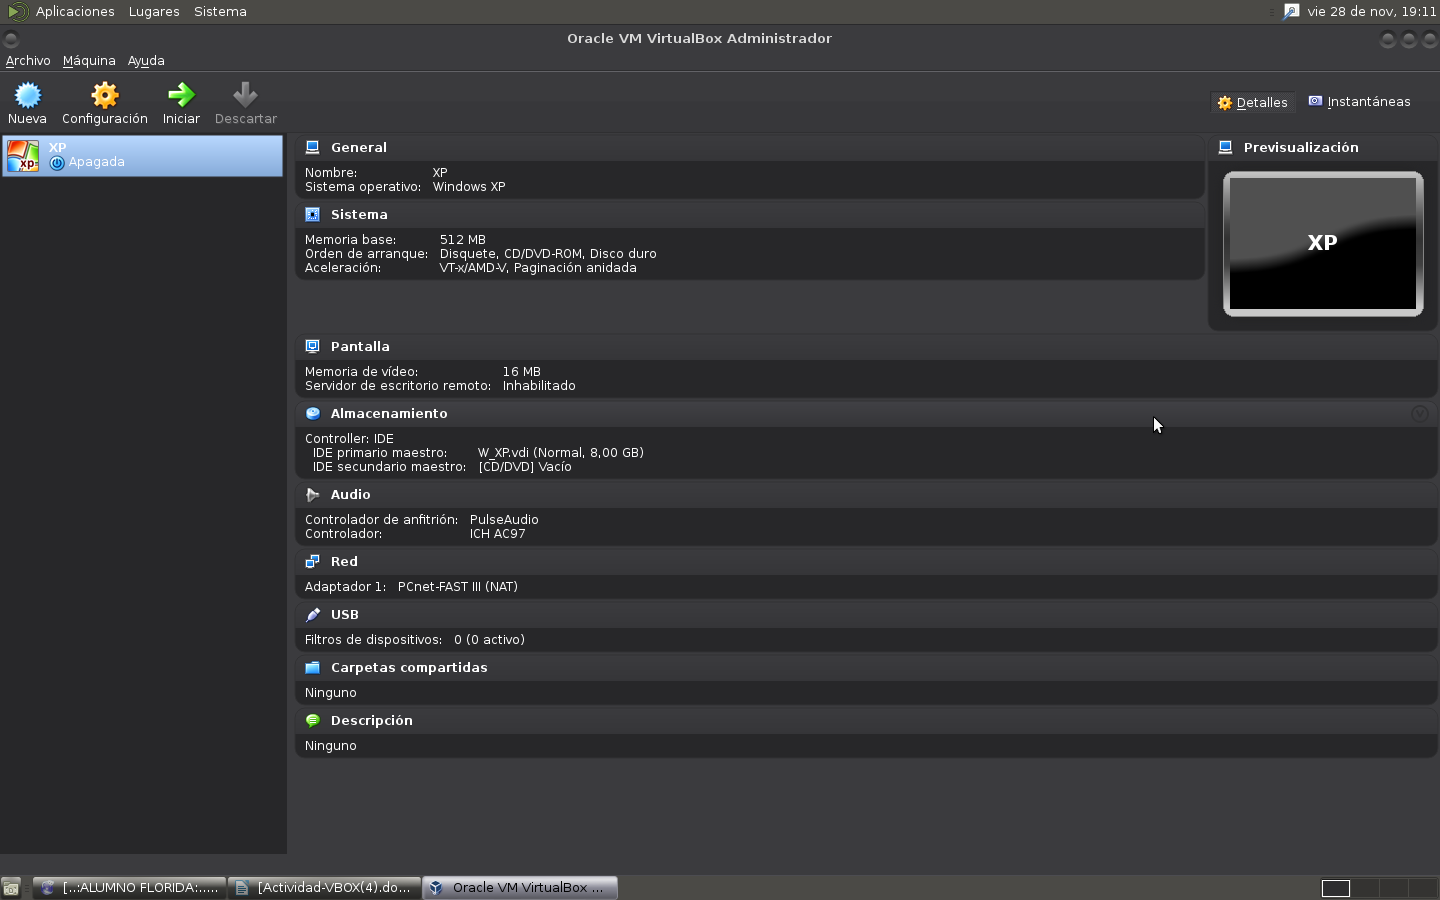 Aplicaciones Lugares Sistema vie 28 de nov, 19:11
Oracle VM VirtualBox Administrador
Archivo Máquina Ayuda
Nueva Configuración Iniciar Descartar Detalles Instantáneas
XP
Apagada
General
Nombre: XP
Sistema operativo: Windows XP
Sistema
Memoria base: 512 MB
Orden de arranque: Disquete, CD/DVD-ROM, Disco duro
Aceleración: VT-x/AMD-V, Paginación anidada
Previsualización
XP
Pantalla
Memoria de vídeo: 16 MB
Servidor de escritorio remoto: Inhabilitado
Almacenamiento
Controller: IDE
IDE primario maestro: W_XP.vdi (Normal, 8,00 GB)
IDE secundario maestro: [CD/DVD] Vacío
Audio
Controlador de anfitrión: PulseAudio
Controlador: ICH AC97
Red
Adaptador 1: PCnet-FAST III (NAT)
USB
Filtros de dispositivos: 0 (0 activo)
Carpetas compartidas
Ninguno
Descripción
Ninguno
[..:ALUMNO FLORIDA:..... [Actividad-VBOX(4).do... Oracle VM VirtualBox ...